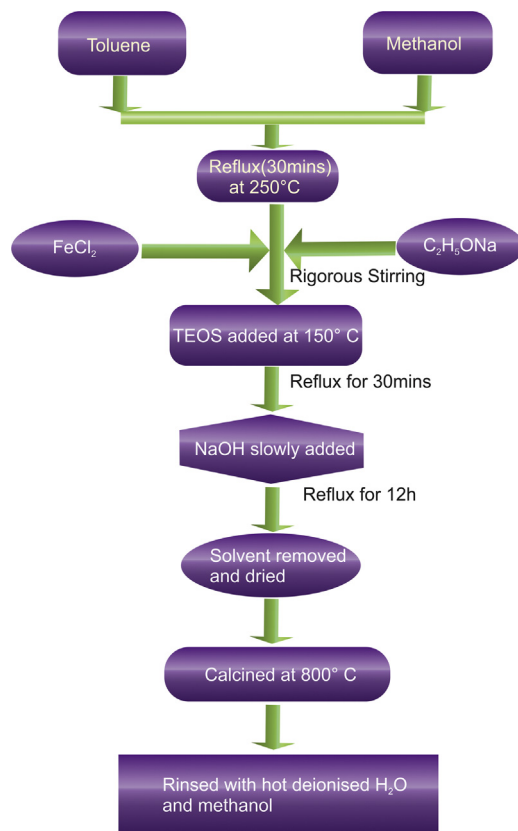 Toluene
Methanol
Reflux(30mins)
at 250°C
FeCl₂
C₂H₅ONa
Rigorous Stirring
TEOS added at 150° C
Reflux for 30mins
NaOH slowly added
Reflux for 12h
Solvent removed
and dried
Calcined at 800° C
Rinsed with hot deionised H₂O
and methanol